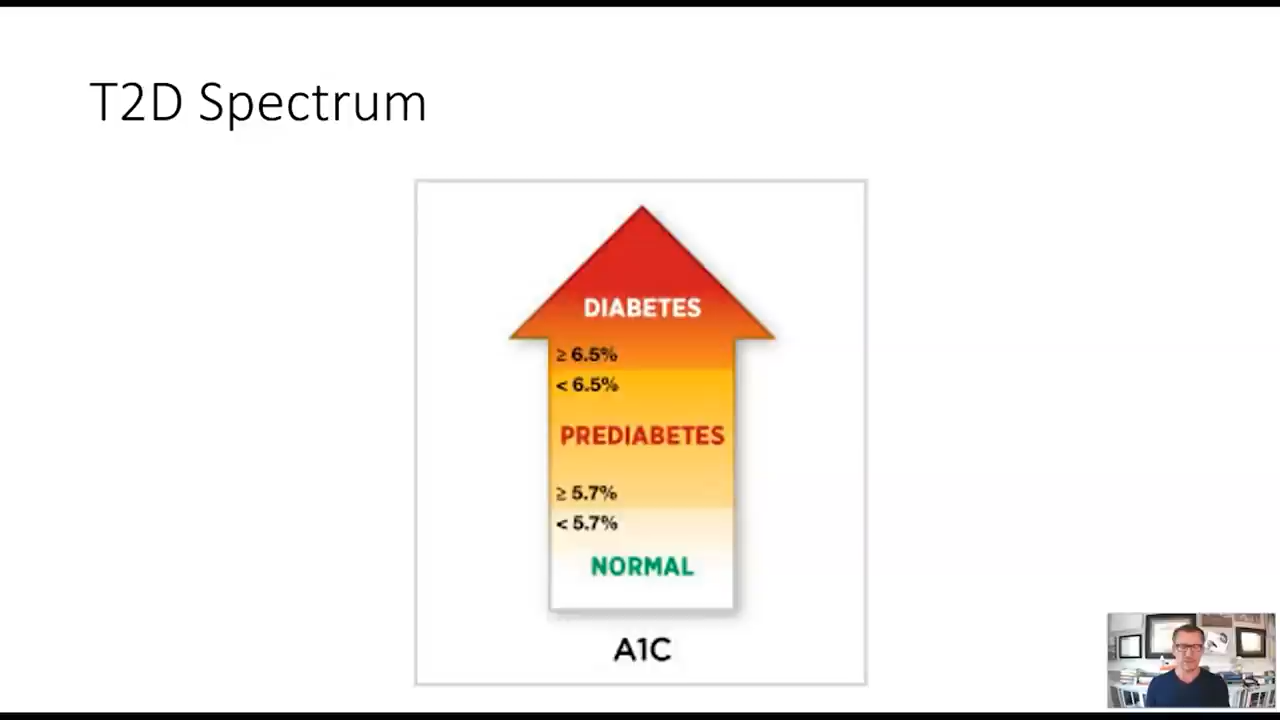 T2D Spectrum
DIABETES
≥ 6.5%
< 6.5%
PREDIABETES
≥ 5.7%
< 5.7%
NORMAL
A1C